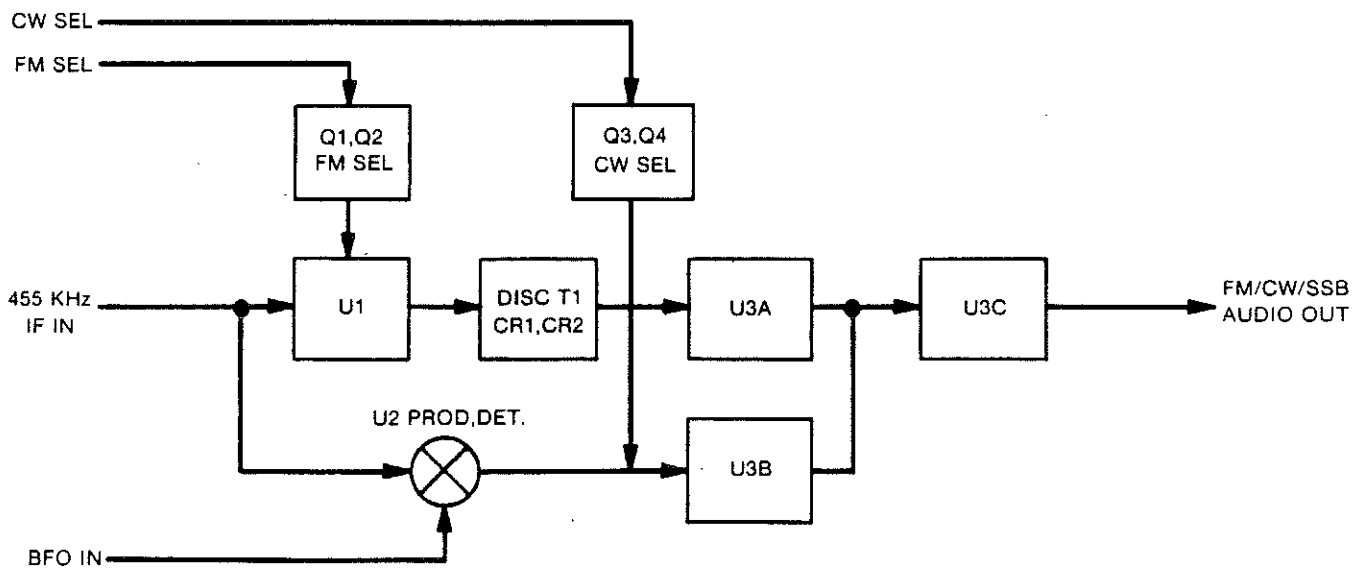 CW SEL
FM SEL
Q1,Q2
FM SEL
Q3,Q4
CW SEL
455 KHz
IF IN
U1
DISC T1
CR1,CR2
U3A
U3C
FM/CW/SSB
AUDIO OUT
U2 PROD,DET.
U3B
BFO IN